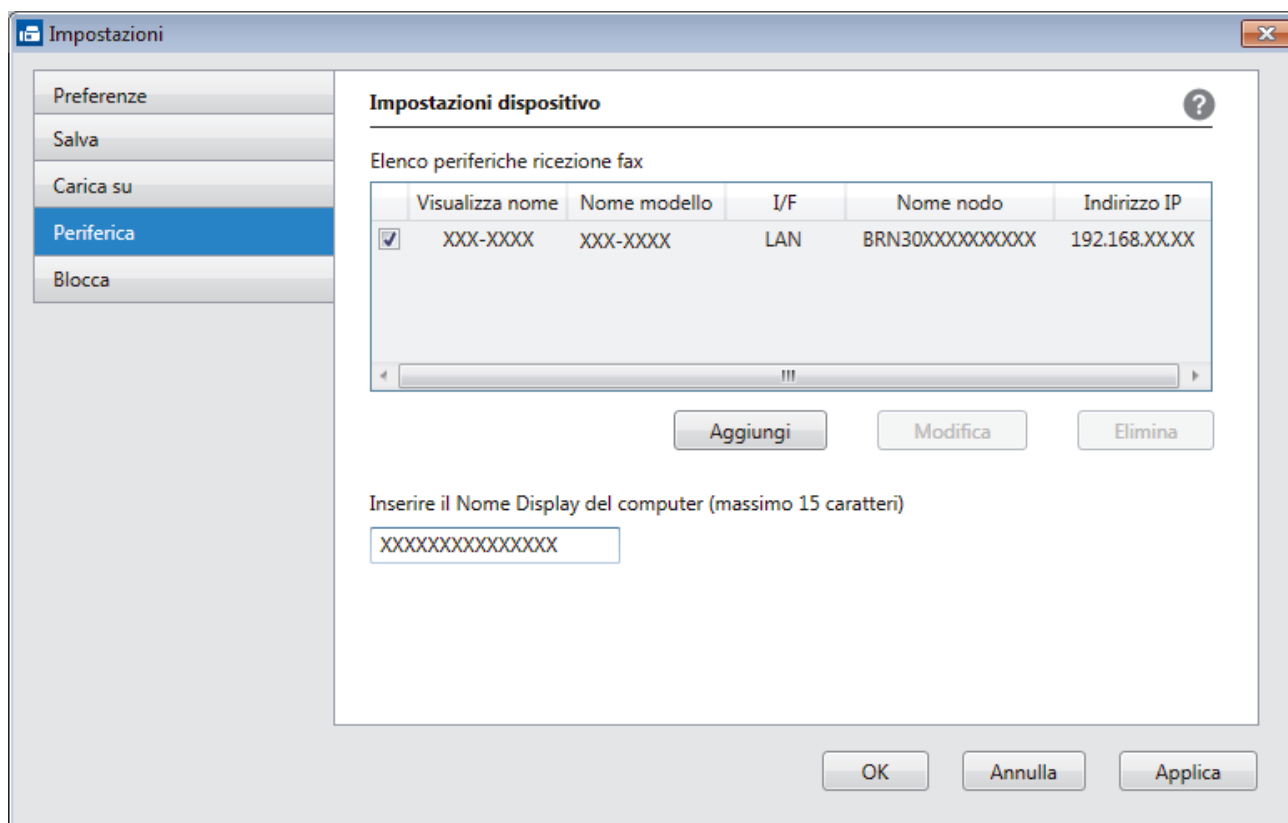 Impostazioni
Preferenze
Salva
Carica su
Periferica
Blocca
Impostazioni dispositivo
?
Elenco periferiche ricezione fax
Visualizza nome Nome modello I/F Nome nodo Indirizzo IP
XXX-XXXX XXX-XXXX LAN BRN30XXXXXXXXXX 192.168.XX.XX
Aggiungi Modifica Elimina
Inserire il Nome Display del computer (massimo 15 caratteri)
XXXXXXXXXXXXXXX
OK Annulla Applica